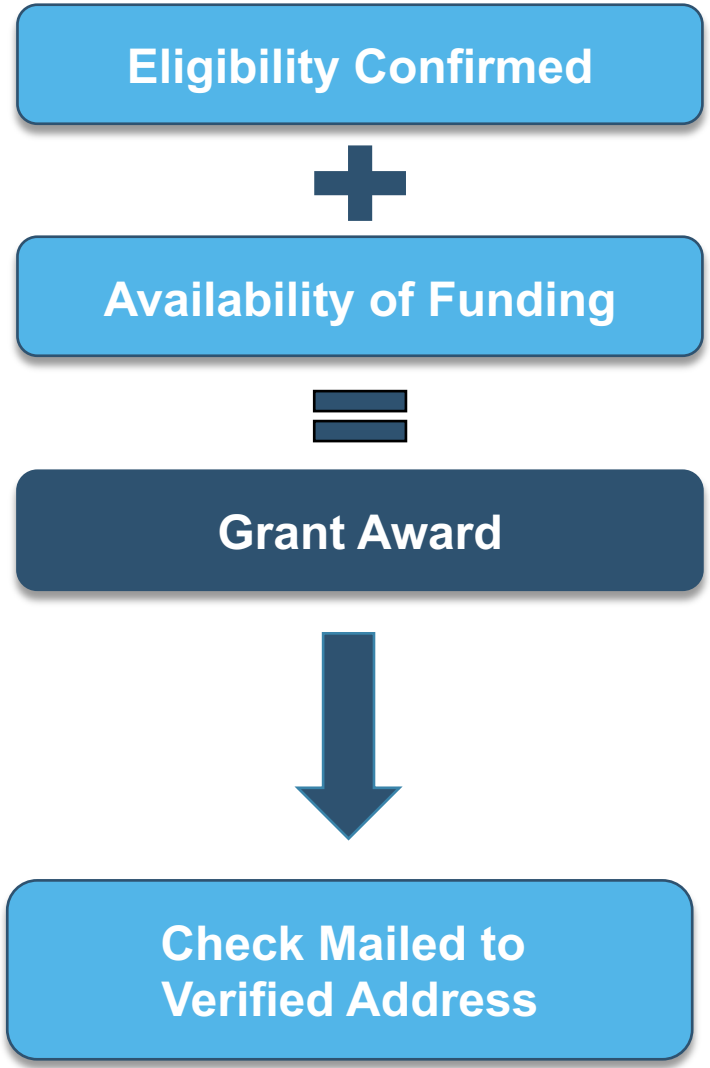 Eligibility Confirmed
Availability of Funding
Grant Award
Check Mailed to
Verified Address